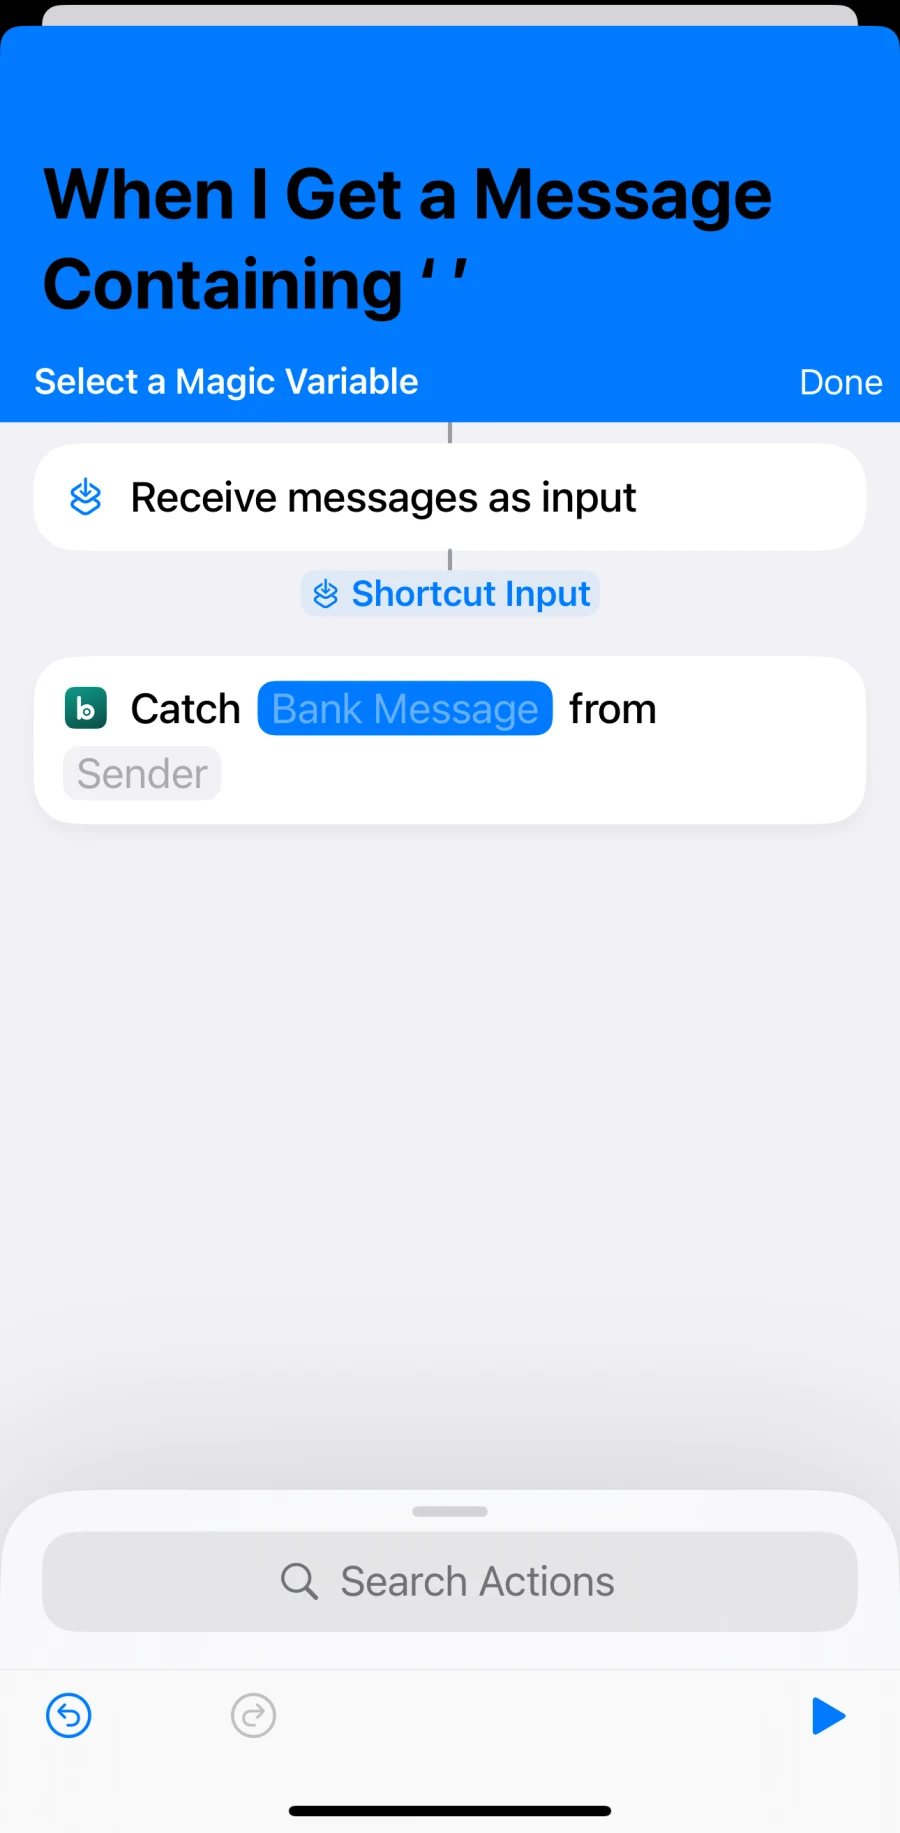 When I Get a Message
Containing ‘ ’
Select a Magic Variable
Done
Receive messages as input
Shortcut Input
b Catch Bank Message from
Sender
Search Actions